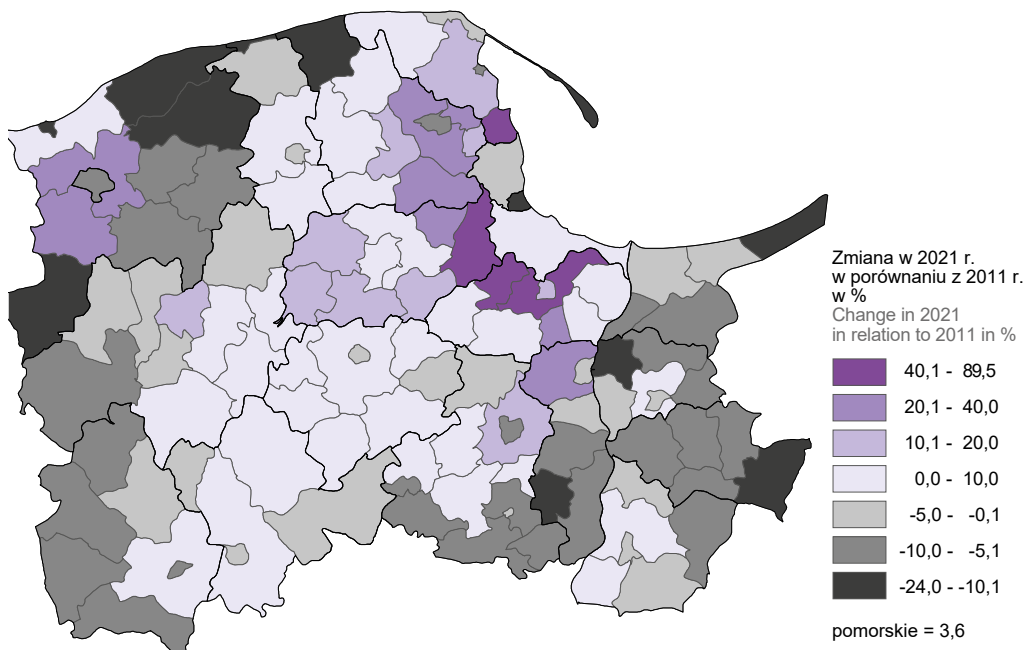 Zmiana w 2021 r.
w porównaniu z 2011 r.
w %
Change in 2021
in relation to 2011 in %
40,1 - 89,5
20,1 - 40,0
10,1 - 20,0
0,0 - 10,0
-5,0 - -0,1
-10,0 - -5,1
-24,0 - -10,1
pomorskie = 3,6